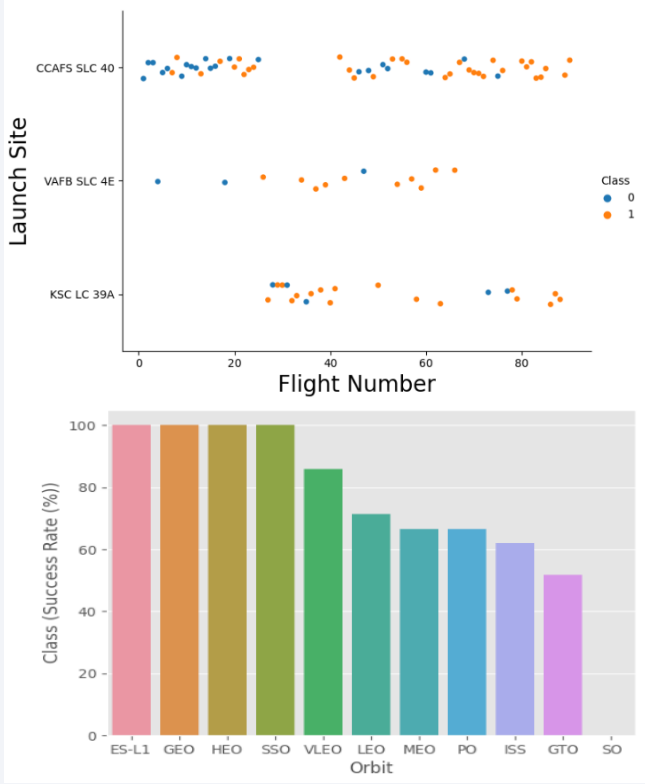 Launch Site
CCAFS SLC 40
VAFB SLC 4E
KSC LC 39A
Class
0
1
0 20 40 60 80
Flight Number
Class (Success Rate (%))
100
80
60
40
20
0
ES-L1 GEO HEO SSO VLEO LEO MEO PO ISS GTO SO
Orbit